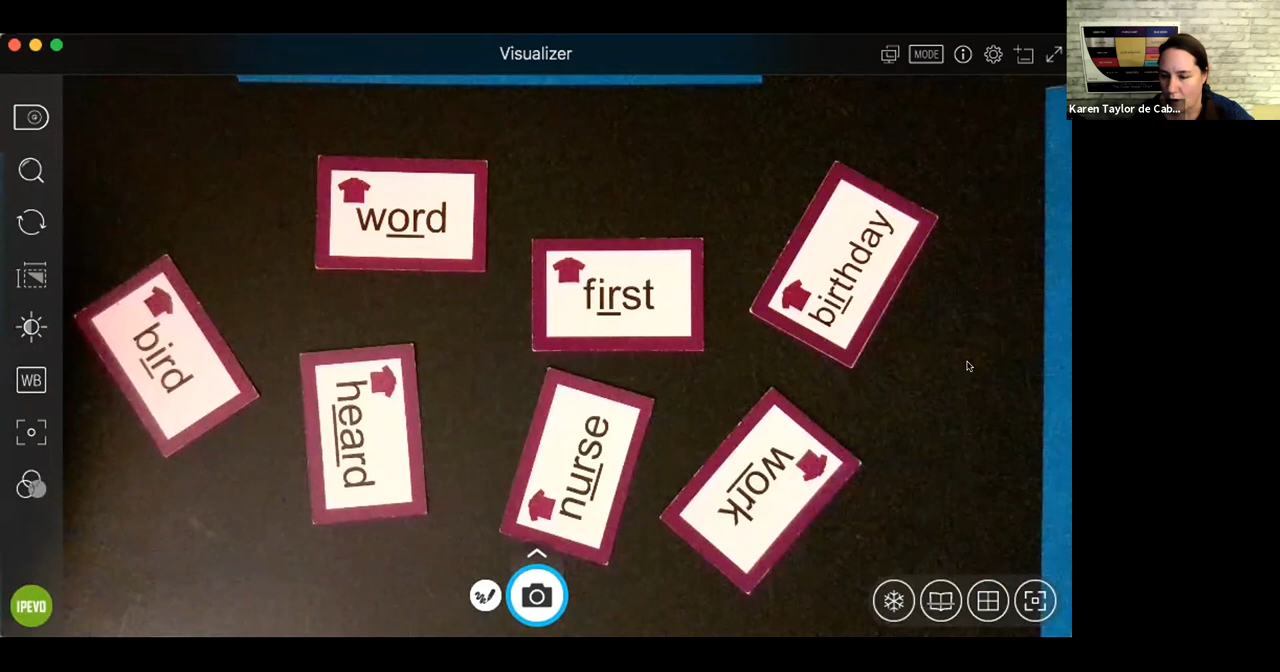 Visualizer
MODE
Karen Taylor de Cab...
word
first
birthday
bird
heard
nurse
work
WB
IPEVO